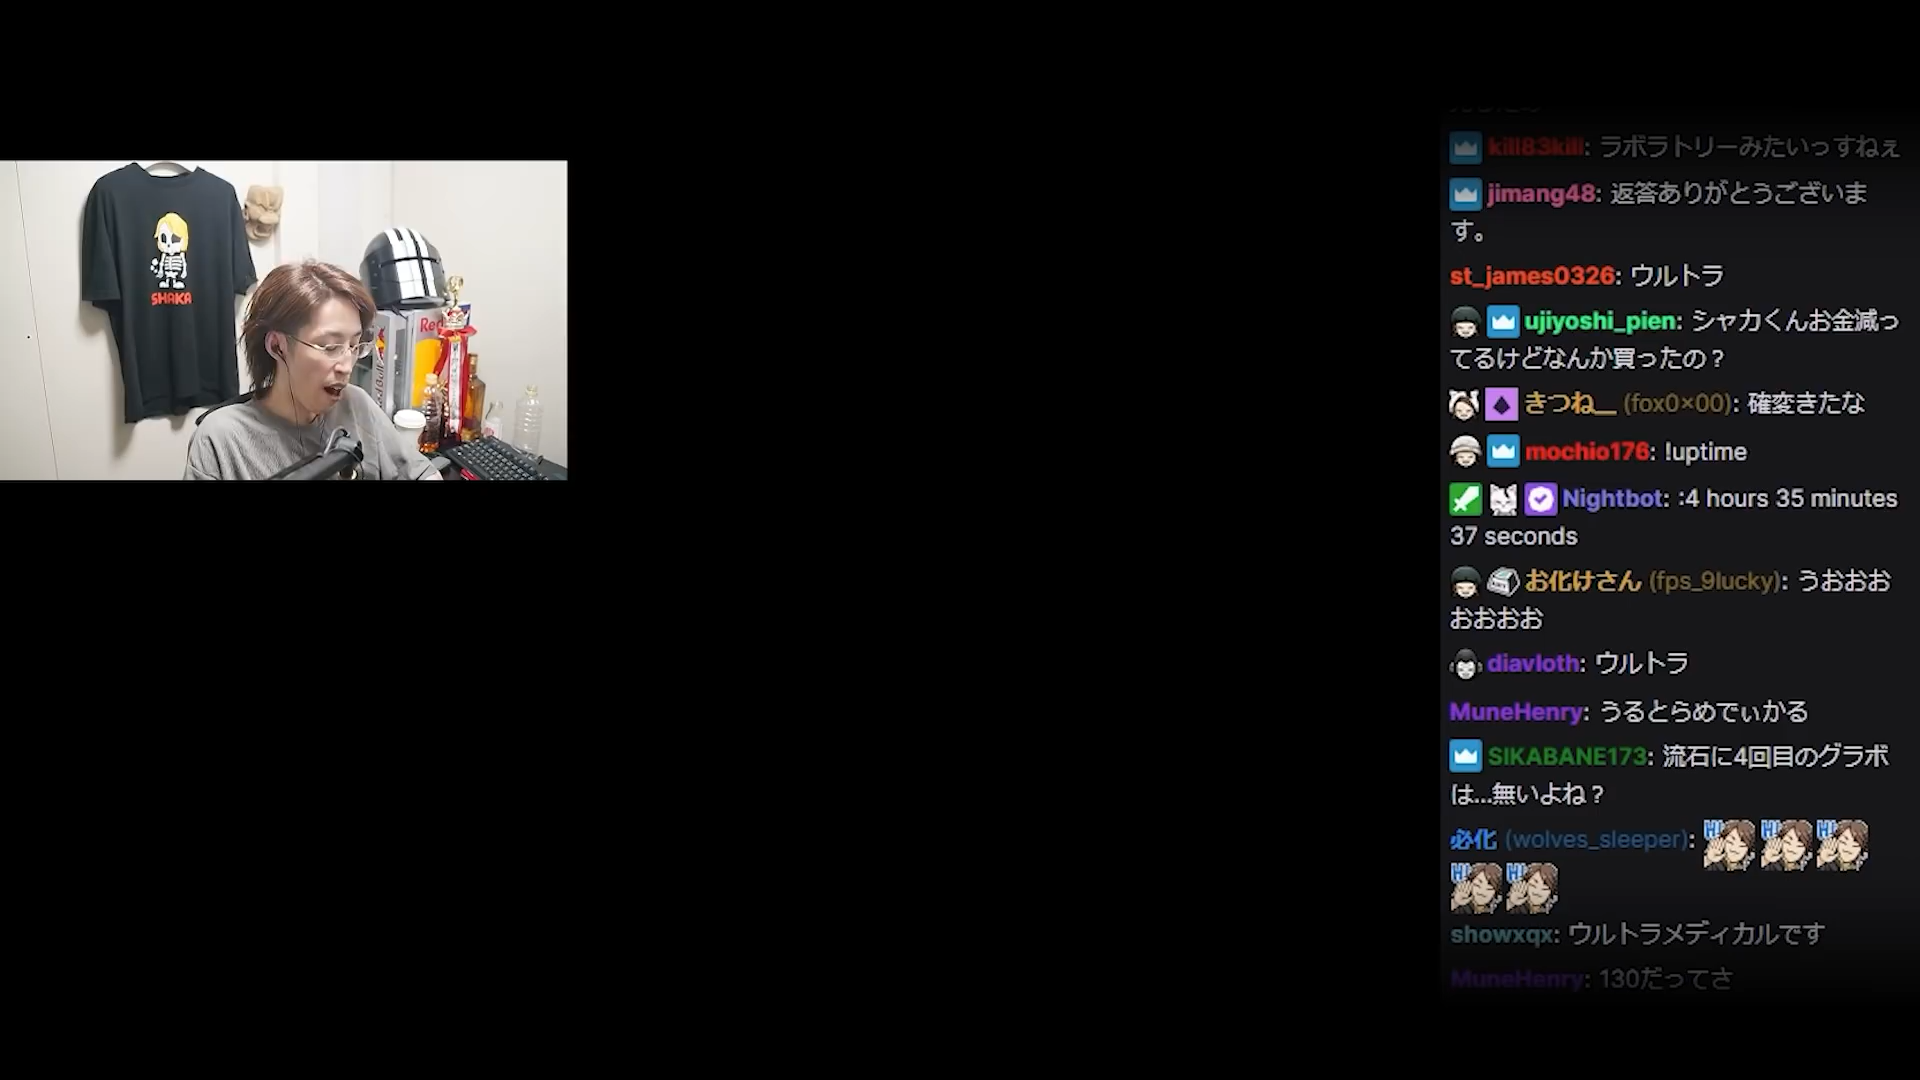 SHAKA
Red
kill83kill: ラボラトリーみたいっすねぇ
jimang48: 返答ありがとうございま
す。
st_james0326: ウルトラ
ujiyoshi_pien: シャカくんお金減っ
てるけどなんか買ったの？
きつね__ (fox0×00): 確変きたな
mochio176: !uptime
Nightbot: :4 hours 35 minutes
37 seconds
お化けさん (fps_9lucky): うおおお
おおおお
diavloth: ウルトラ
MuneHenry: うるとらめでぃかる
SIKABANE173: 流石に4回目のグラボ
は...無いよね？
必化 (wolves_sleeper): HI HI HI
HI HI
showxqx: ウルトラメディカルです
MuneHenry: 130だってさ